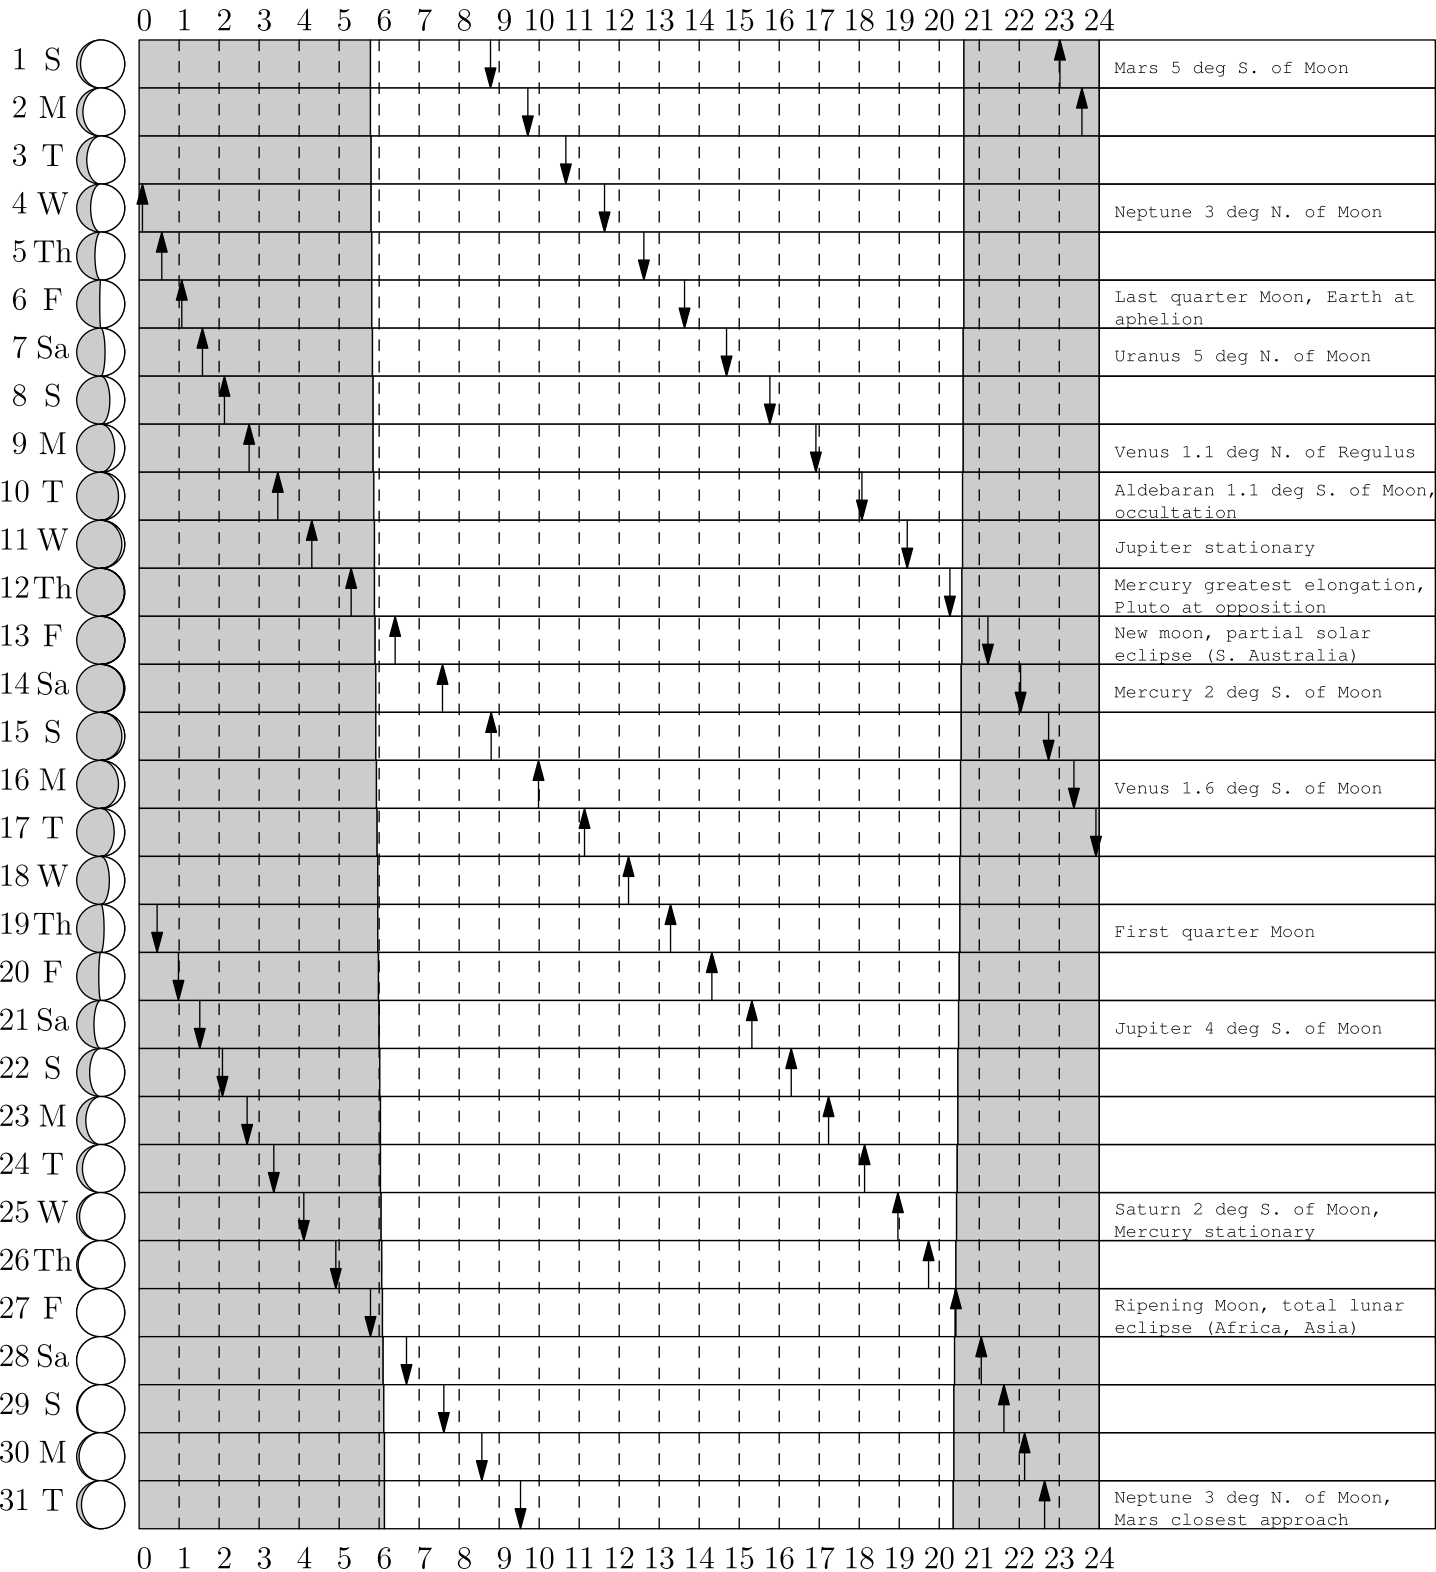 0 1 2 3 4 5 6 7 8 9 10 11 12 13 14 15 16 17 18 19 20 21 22 23 24
1 S Mars 5 deg S. of Moon
2 M
3 T
4 W Neptune 3 deg N. of Moon
5 Th
6 F Last quarter Moon, Earth at
aphelion
7 Sa Uranus 5 deg N. of Moon
8 S
9 M Venus 1.1 deg N. of Regulus
10 T Aldebaran 1.1 deg S. of Moon,
occultation
11 W Jupiter stationary
12 Th Mercury greatest elongation,
Pluto at opposition
13 F New moon, partial solar
eclipse (S. Australia)
14 Sa Mercury 2 deg S. of Moon
15 S
16 M Venus 1.6 deg S. of Moon
17 T
18 W
19 Th First quarter Moon
20 F
21 Sa Jupiter 4 deg S. of Moon
22 S
23 M
24 T
25 W Saturn 2 deg S. of Moon,
Mercury stationary
26 Th
27 F Ripening Moon, total lunar
eclipse (Africa, Asia)
28 Sa
29 S
30 M
31 T Neptune 3 deg N. of Moon,
Mars closest approach
0 1 2 3 4 5 6 7 8 9 10 11 12 13 14 15 16 17 18 19 20 21 22 23 24